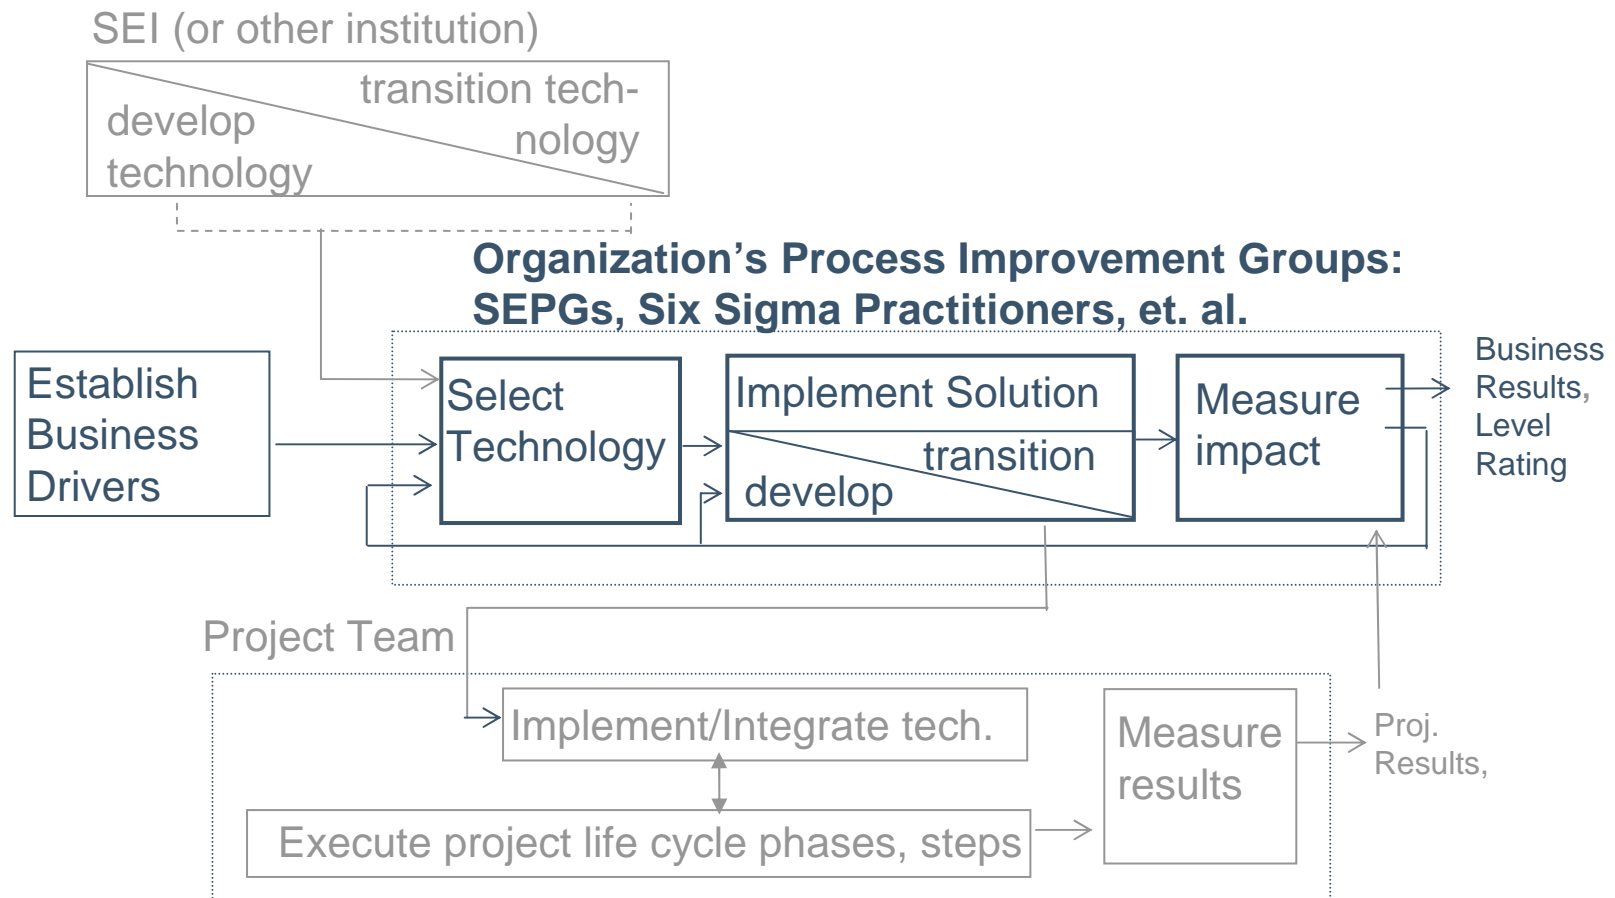 SEI (or other institution)
transition tech-
nology
develop
technology
Organization’s Process Improvement Groups:
SEPGs, Six Sigma Practitioners, et. al.
Establish
Business
Drivers
Select
Technology
Implement Solution
transition
develop
Measure
impact
Business
Results,
Level
Rating
Project Team
Implement/Integrate tech.
Execute project life cycle phases, steps
Measure
results
Proj.
Results,